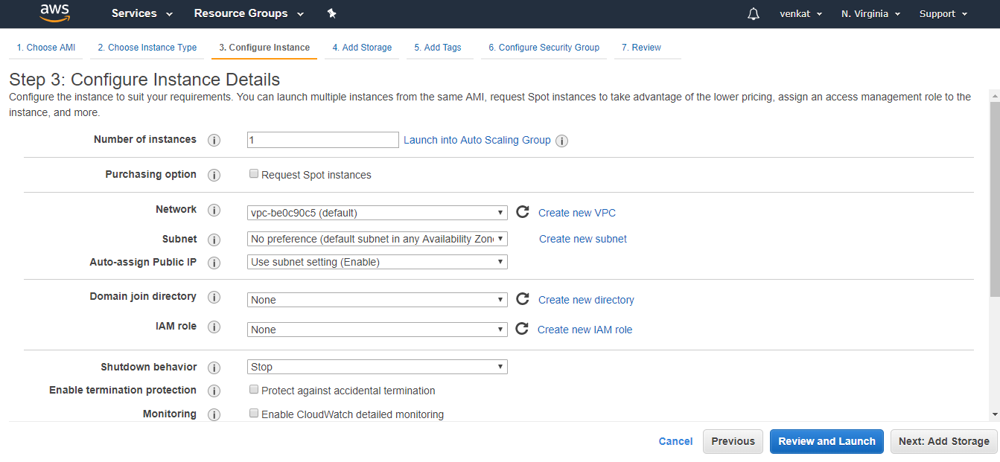 aws Services Resource Groups venkat N. Virginia Support
1. Choose AMI 2. Choose Instance Type 3. Configure Instance 4. Add Storage 5. Add Tags 6. Configure Security Group 7. Review
Step 3: Configure Instance Details
Configure the instance to suit your requirements. You can launch multiple instances from the same AMI, request Spot instances to take advantage of the lower pricing, assign an access management role to the
instance, and more.
Number of instances i 1 Launch into Auto Scaling Group i
Purchasing option i Request Spot instances
Network i vpc-be0c90c5 (default) Create new VPC
Subnet i No preference (default subnet in any Availability Zon Create new subnet
Auto-assign Public IP i Use subnet setting (Enable)
Domain join directory i None Create new directory
IAM role i None Create new IAM role
Shutdown behavior i Stop
Enable termination protection i Protect against accidental termination
Monitoring i Enable CloudWatch detailed monitoring
Cancel Previous Review and Launch Next: Add Storage